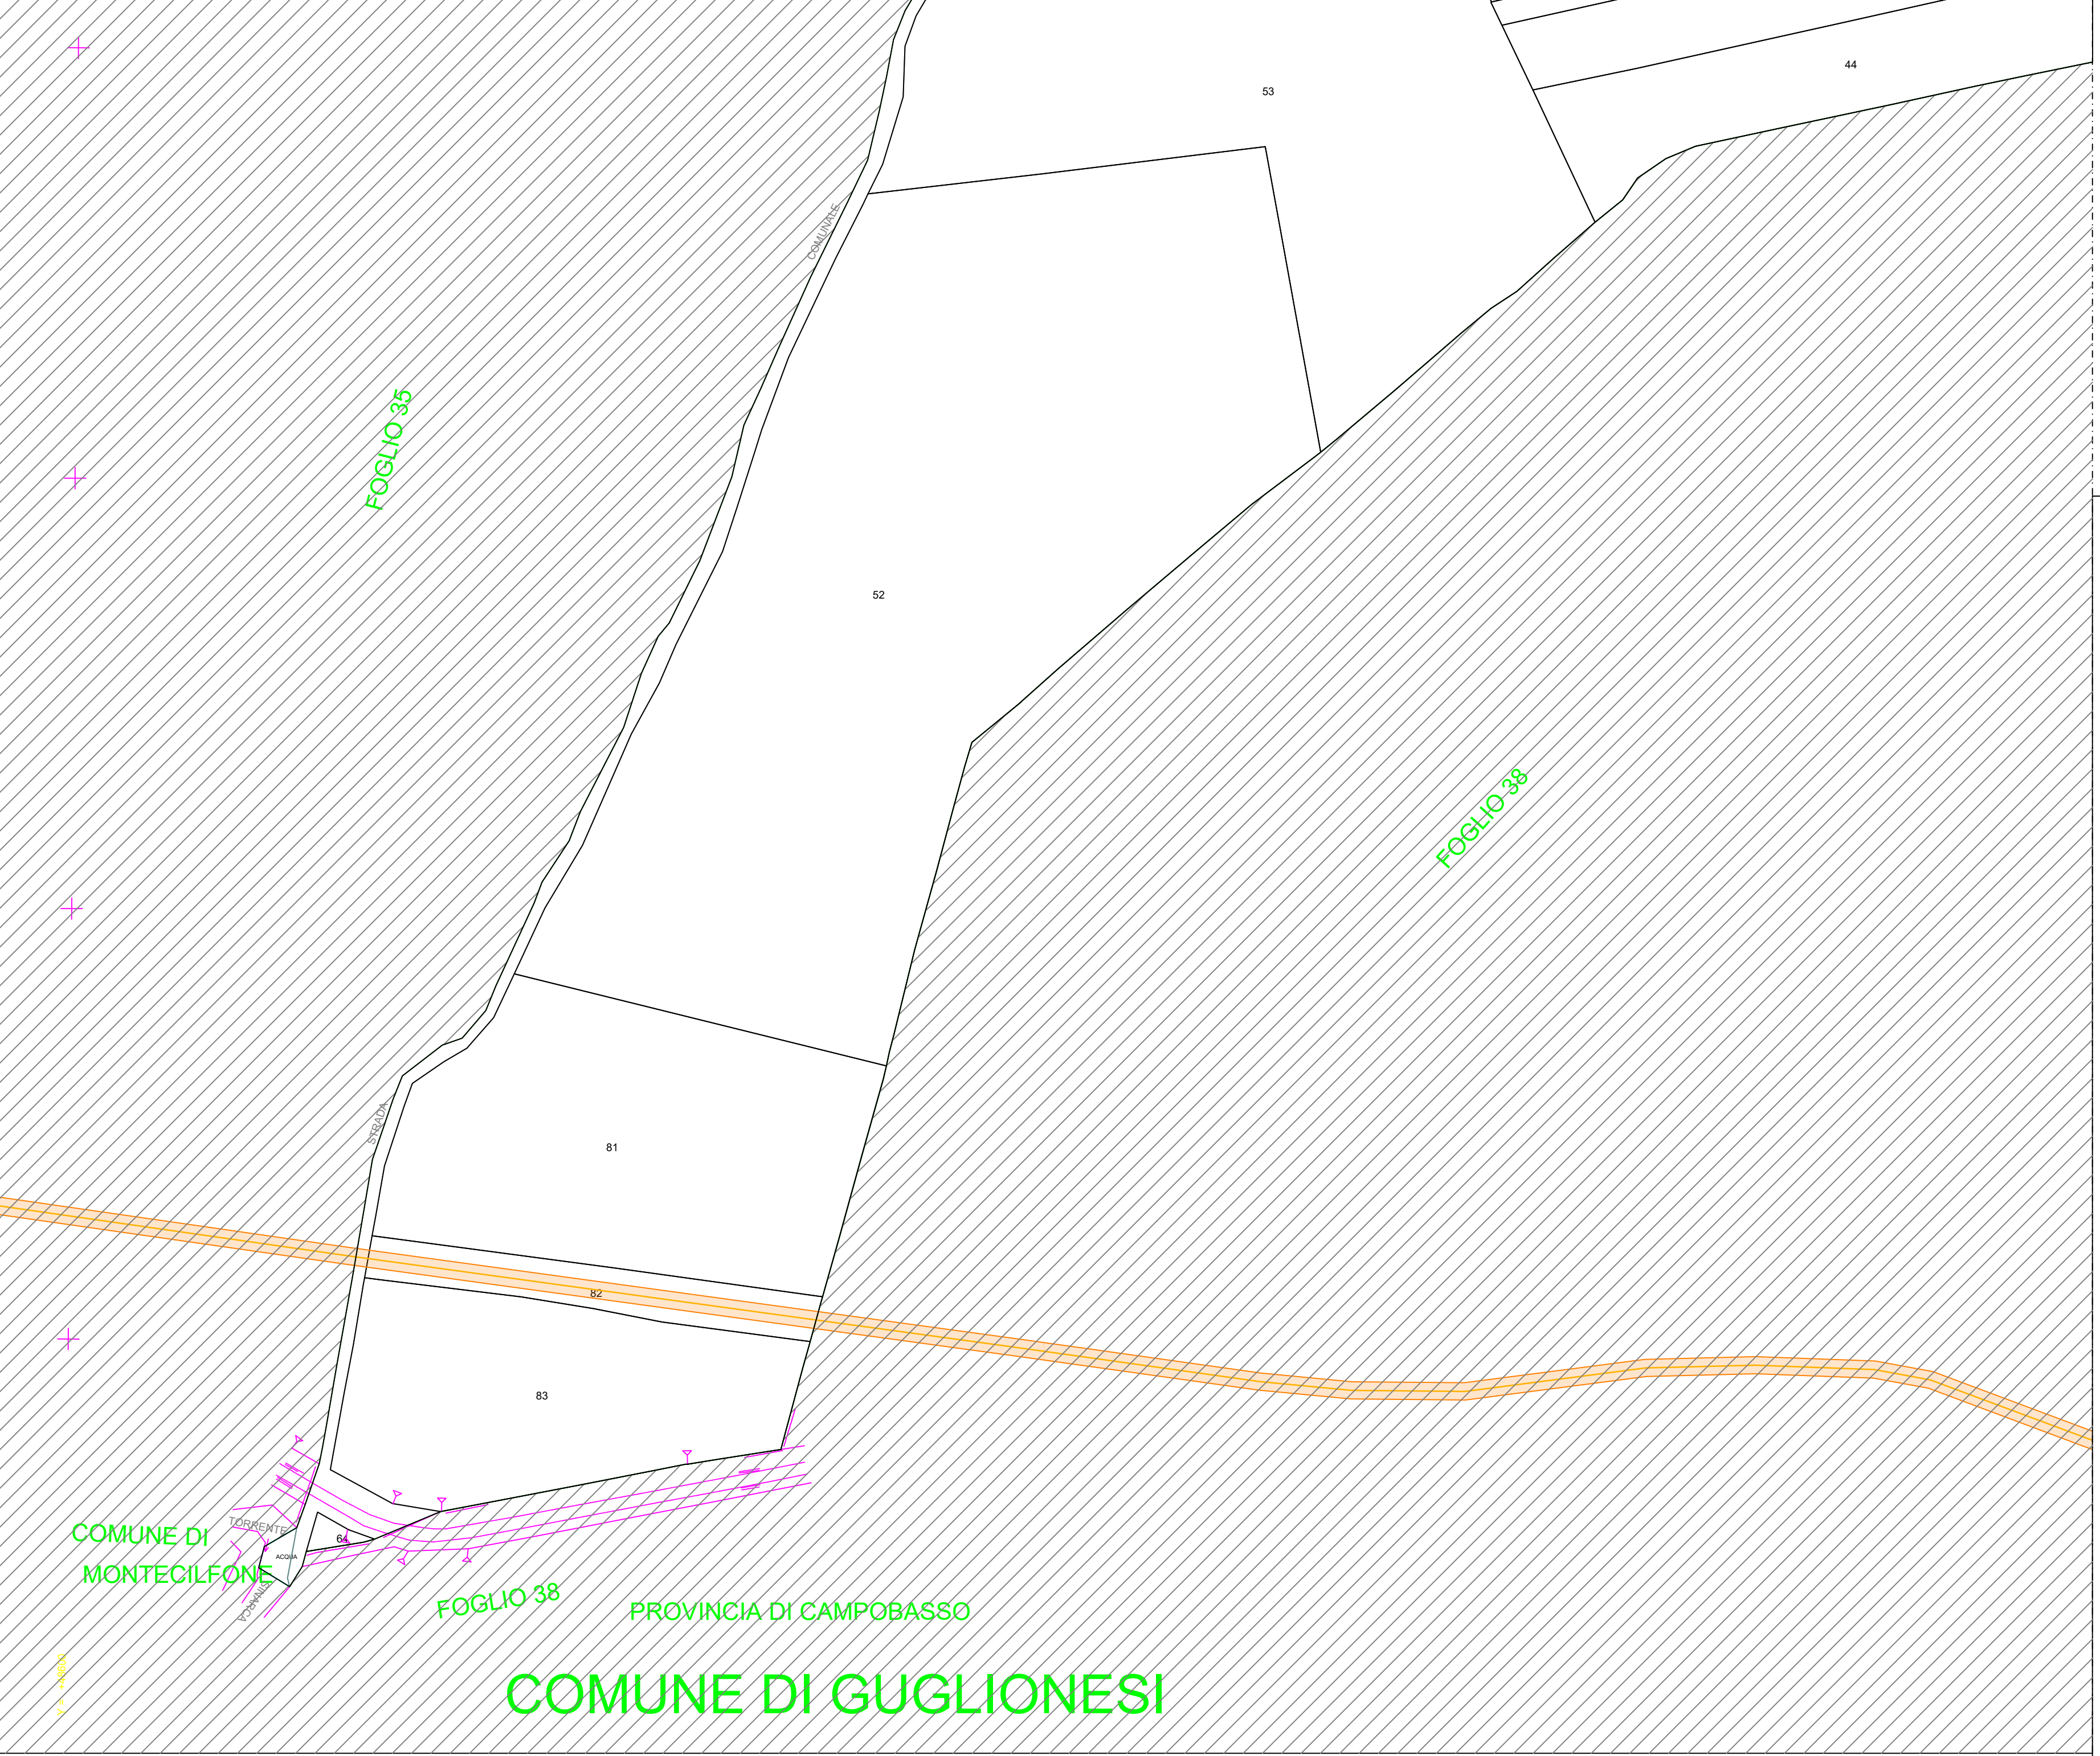 44
53
COMUNALE
FOGLIO 35
52
FOGLIO 38
STRADA
81
82
83
TORRENTE
64
ACQUA
COMUNE DI
MONTECILFONE
SINARCA
FOGLIO 38
PROVINCIA DI CAMPOBASSO
COMUNE DI GUGLIONESI